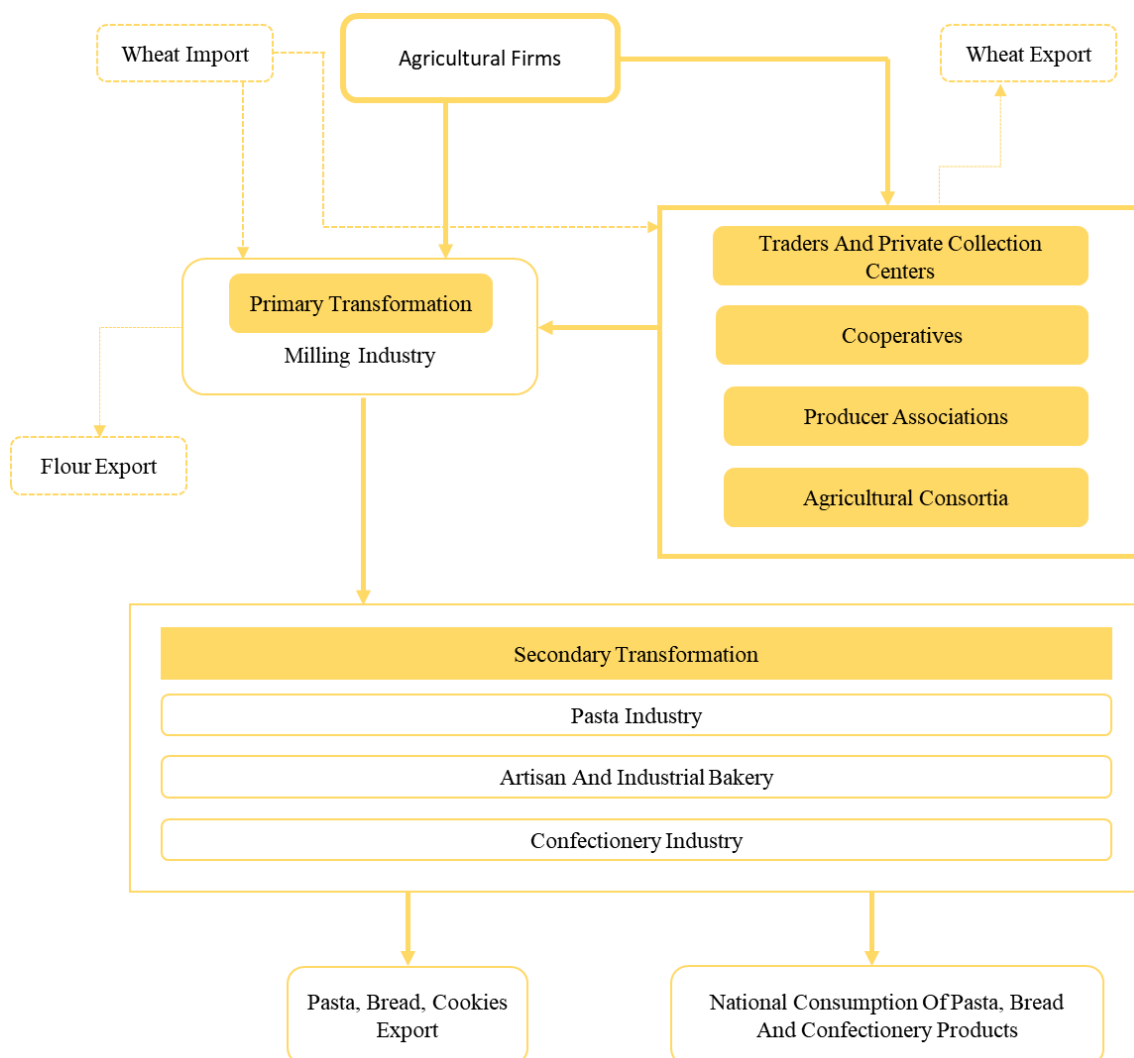 Wheat Import
Agricultural Firms
Wheat Export
Traders And Private Collection
Centers
Primary Transformation
Milling Industry
Cooperatives
Producer Associations
Flour Export
Agricultural Consortia
Secondary Transformation
Pasta Industry
Artisan And Industrial Bakery
Confectionery Industry
Pasta, Bread, Cookies
Export
National Consumption Of Pasta, Bread
And Confectionery Products